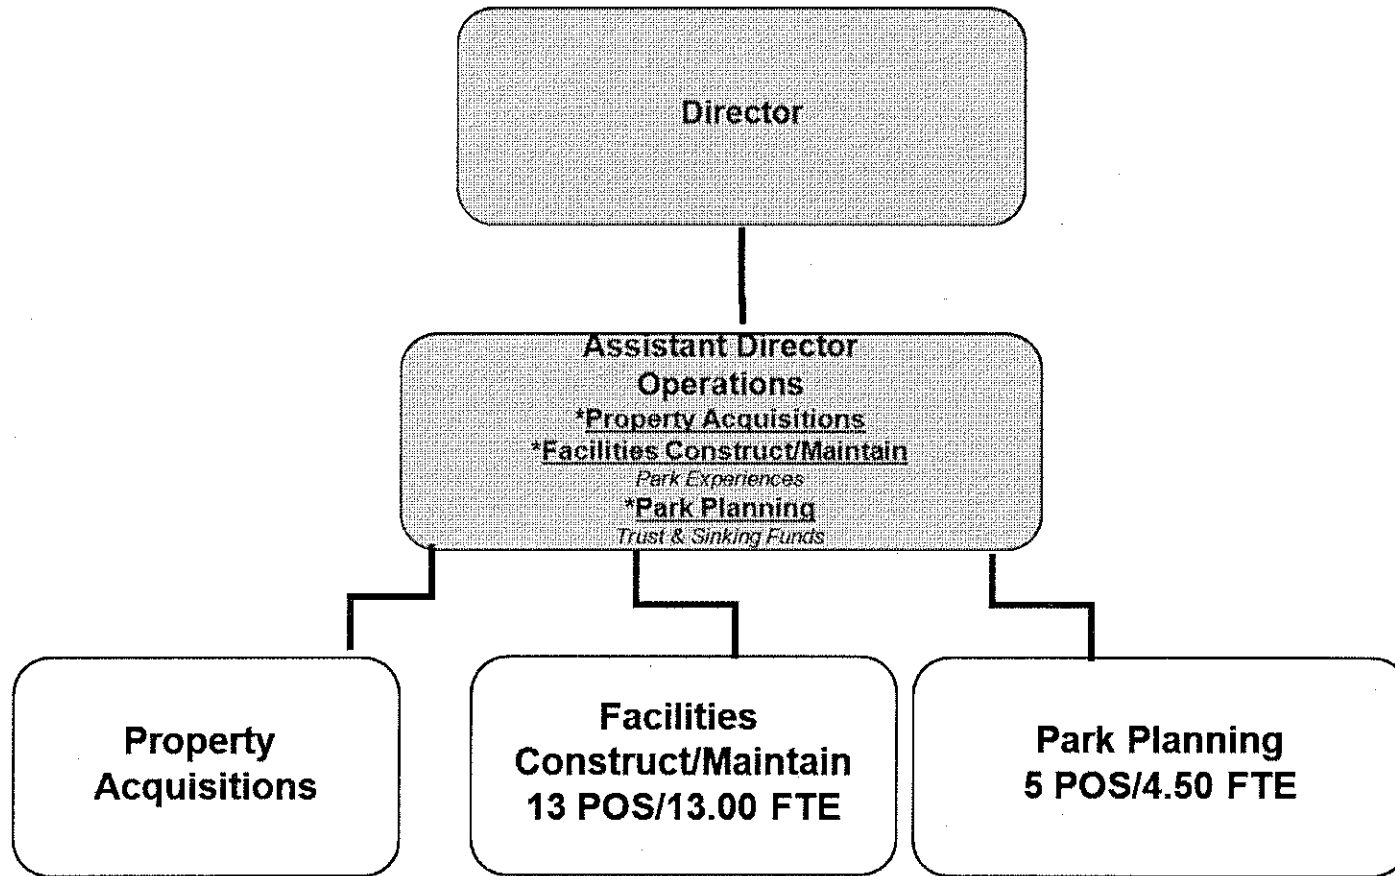 Director
Assistant Director
Operations
*Property Acquisitions
*Facilities Construct/Maintain
Park Experiences
*Park Planning
Trust & Sinking Funds
Property
Acquisitions
Facilities
Construct/Maintain
13 POS/13.00 FTE
Park Planning
5 POS/4.50 FTE